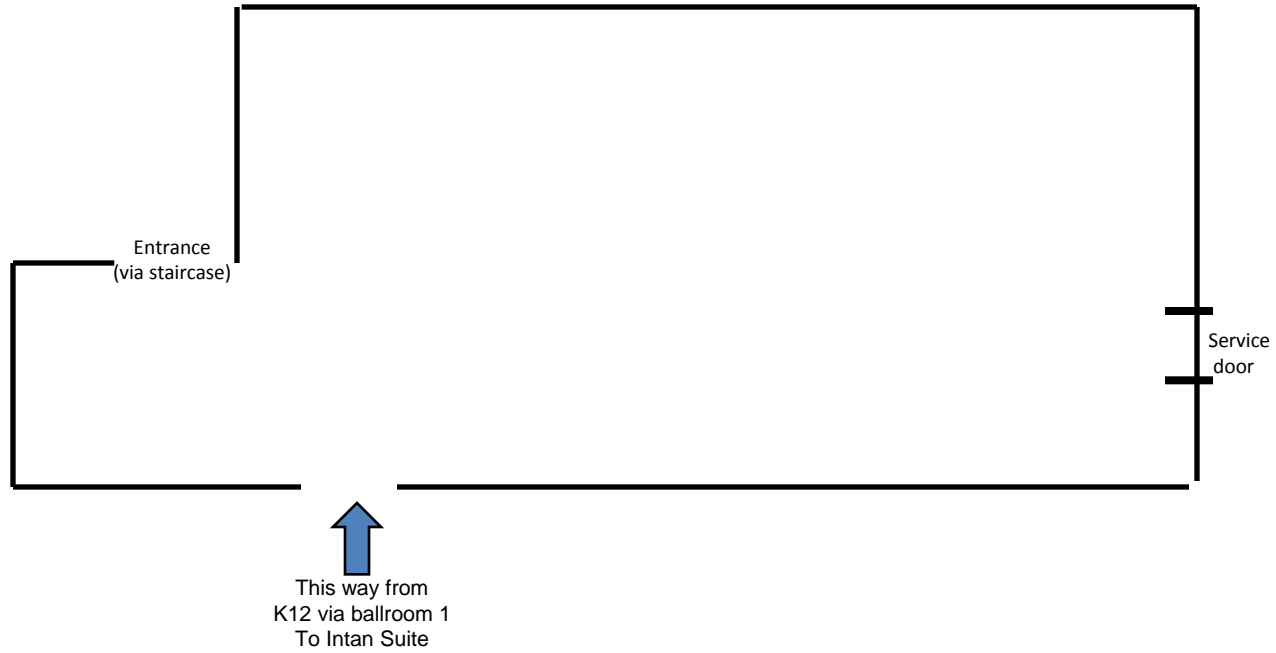 Entrance
(via staircase)
Service
door
This way from
K12 via ballroom 1
To Intan Suite